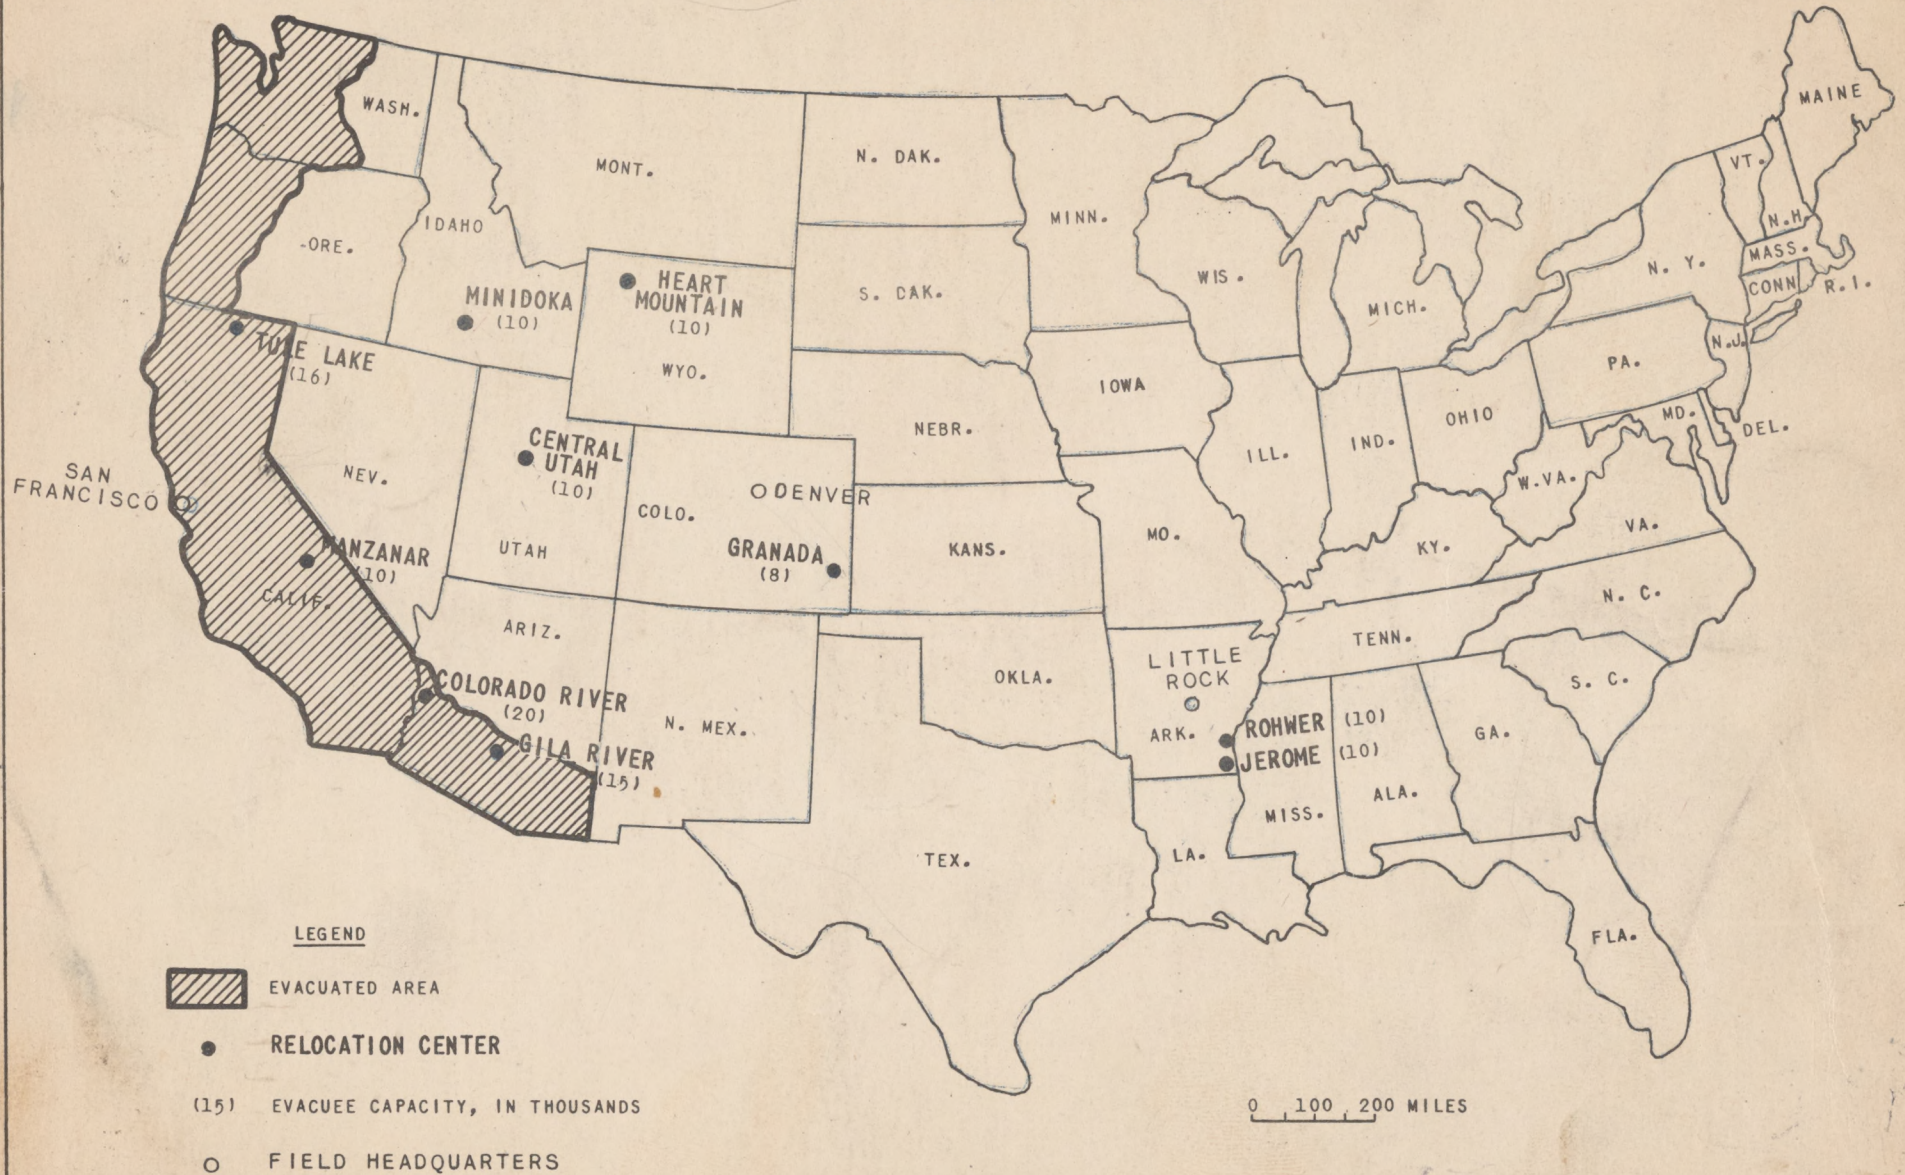 WASH.
MONT.
N. DAK.
MINN.
MAINE
VT.
N.H.
IDAHO
-ORE.
MASS.
N. Y.
CONN
R.I.
WIS.
MICH.
S. DAK.
HEART
MOUNTAIN
(10)
MINIDOKA
(10)
TULE LAKE
(16)
WYO.
N.J.
PA.
IOWA
OHIO
MD.
DEL.
NEBR.
IND.
ILL.
CENTRAL
UTAH
(10)
NEV.
SAN
FRANCISCO
W.VA.
DENVER
COLO.
VA.
UTAH
GRANADA
(8)
KANS.
MO.
KY.
MANZANAR
(10)
CALIF.
N. C.
ARIZ.
TENN.
LITTLE
ROCK
OKLA.
S. C.
COLORADO RIVER
(20)
N. MEX.
ARK.
ROHWER (10)
JEROME (10)
GA.
GILA RIVER
(15)
ALA.
MISS.
TEX.
LA.
FLA.
LEGEND
EVACUATED AREA
RELOCATION CENTER
(15) EVACUEE CAPACITY, IN THOUSANDS
FIELD HEADQUARTERS
0 100 200 MILES